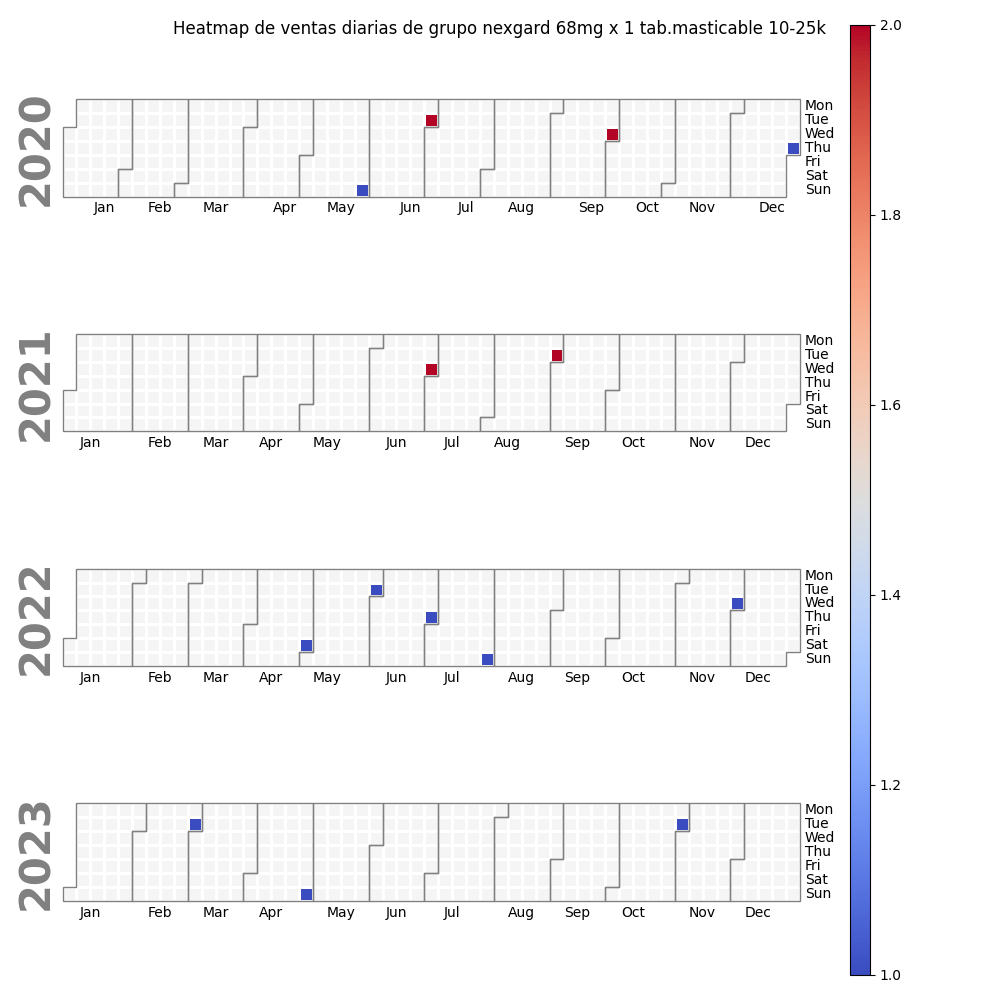 Heatmap de ventas diarias de grupo nexgard 68mg x 1 tab.masticable 10-25k
2.0
1.8
1.6
1.4
1.2
1.0
2020
Mon
Tue
Wed
Thu
Fri
Sat
Sun
Jan Feb Mar Apr May Jun Jul Aug Sep Oct Nov Dec
2021
Mon
Tue
Wed
Thu
Fri
Sat
Sun
Jan Feb Mar Apr May Jun Jul Aug Sep Oct Nov Dec
2022
Mon
Tue
Wed
Thu
Fri
Sat
Sun
Jan Feb Mar Apr May Jun Jul Aug Sep Oct Nov Dec
2023
Mon
Tue
Wed
Thu
Fri
Sat
Sun
Jan Feb Mar Apr May Jun Jul Aug Sep Oct Nov Dec